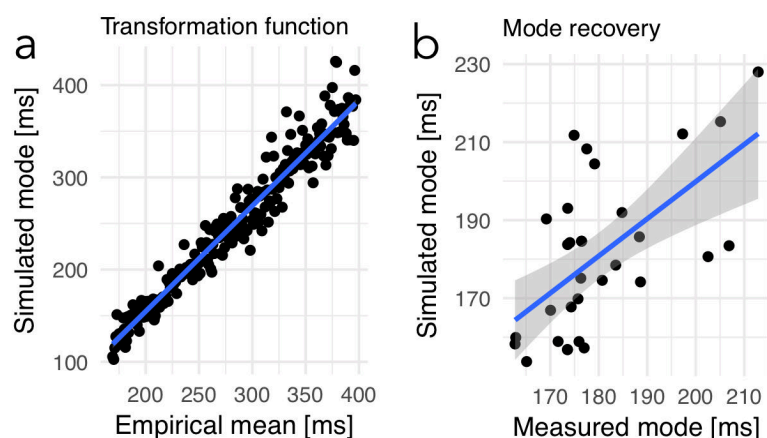 a
Transformation function
Simulated mode [ms]
400
300
200
100
200 250 300 350 400
Empirical mean [ms]
b
Mode recovery
Simulated mode [ms]
230
210
190
170
170 180 190 200 210
Measured mode [ms]